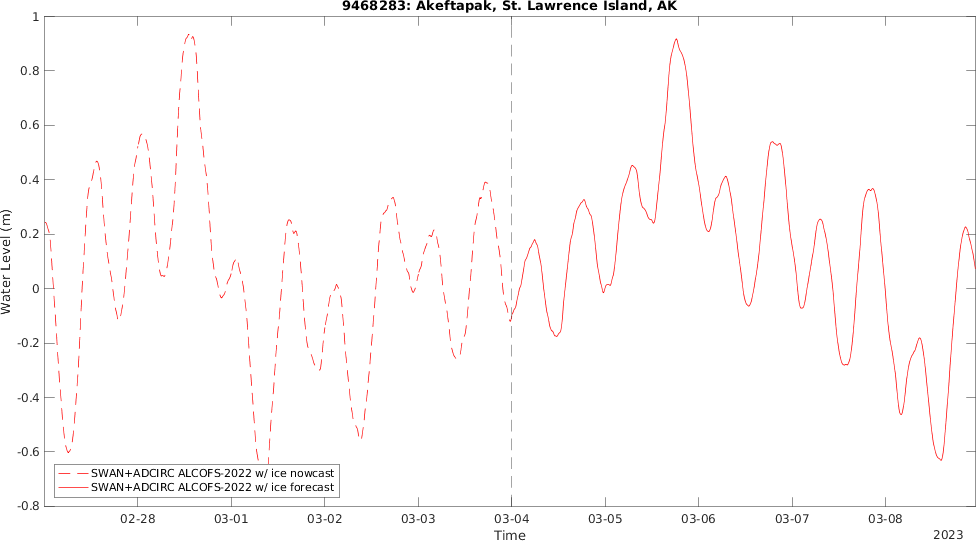 9468283: Akeftapak, St. Lawrence Island, AK
Water Level (m)
1
0.8
0.6
0.4
0.2
0
-0.2
-0.4
-0.6
-0.8
SWAN+ADCIRC ALCOFS-2022 w/ ice nowcast
SWAN+ADCIRC ALCOFS-2022 w/ ice forecast
02-28 03-01 03-02 03-03 03-04 03-05 03-06 03-07 03-08
Time
2023